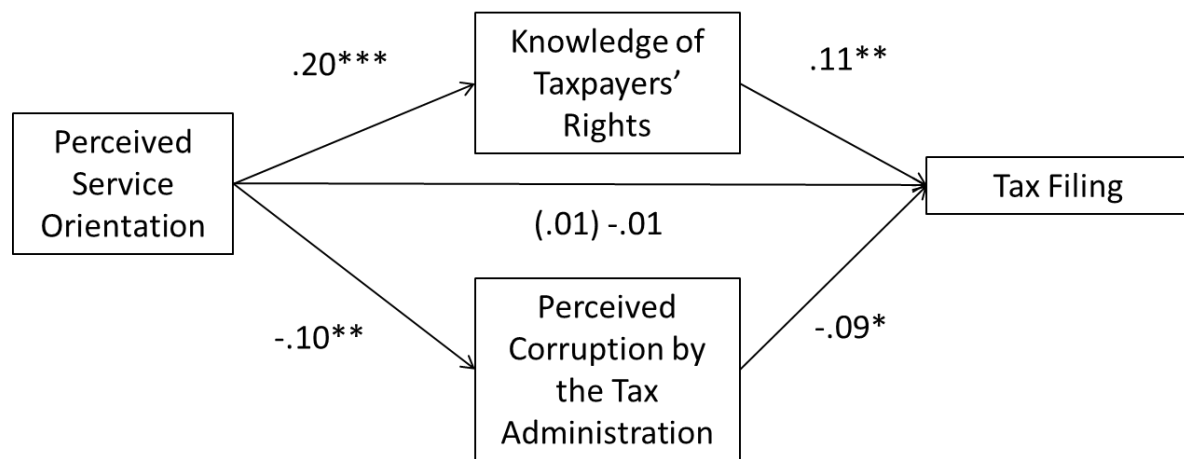 Knowledge of
Taxpayers'
Rights
.20***
.11**
Perceived
Service
Orientation
Tax Filing
(.01) -.01
Perceived
Corruption by
the Tax
Administration
-.10**
-.09*